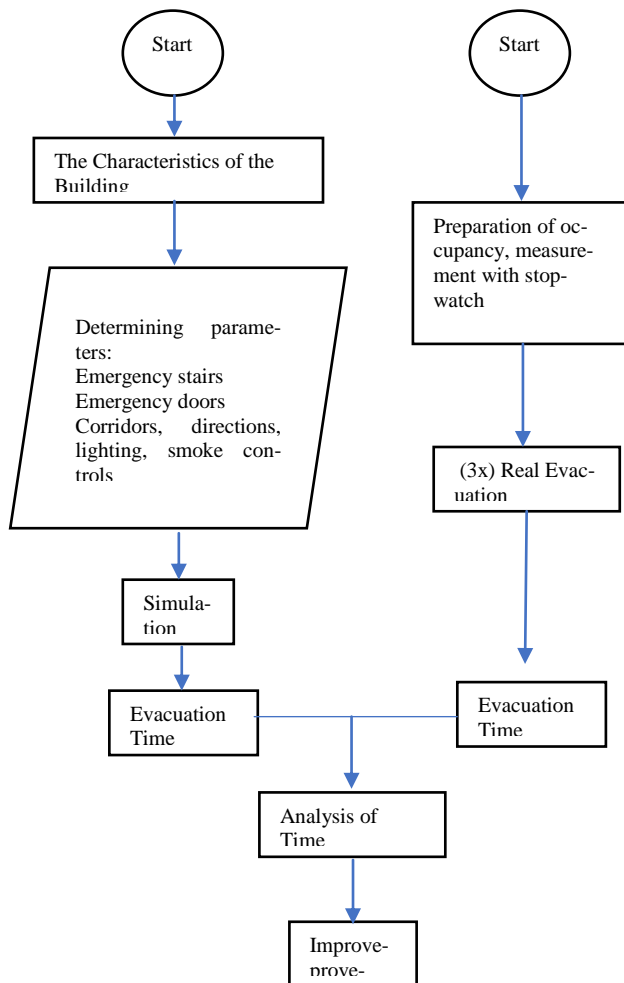 Start
The Characteristics of the
Building
Determining parame-
ters:
Emergency stairs
Emergency doors
Corridors, directions,
lighting, smoke con-
trols
Simula-
tion
Evacuation
Time
Start
Preparation of oc-
cupancy, measure-
ment with stop-
watch
(3x) Real Evac-
uation
Evacuation
Time
Analysis of
Time
Improve-
prove-